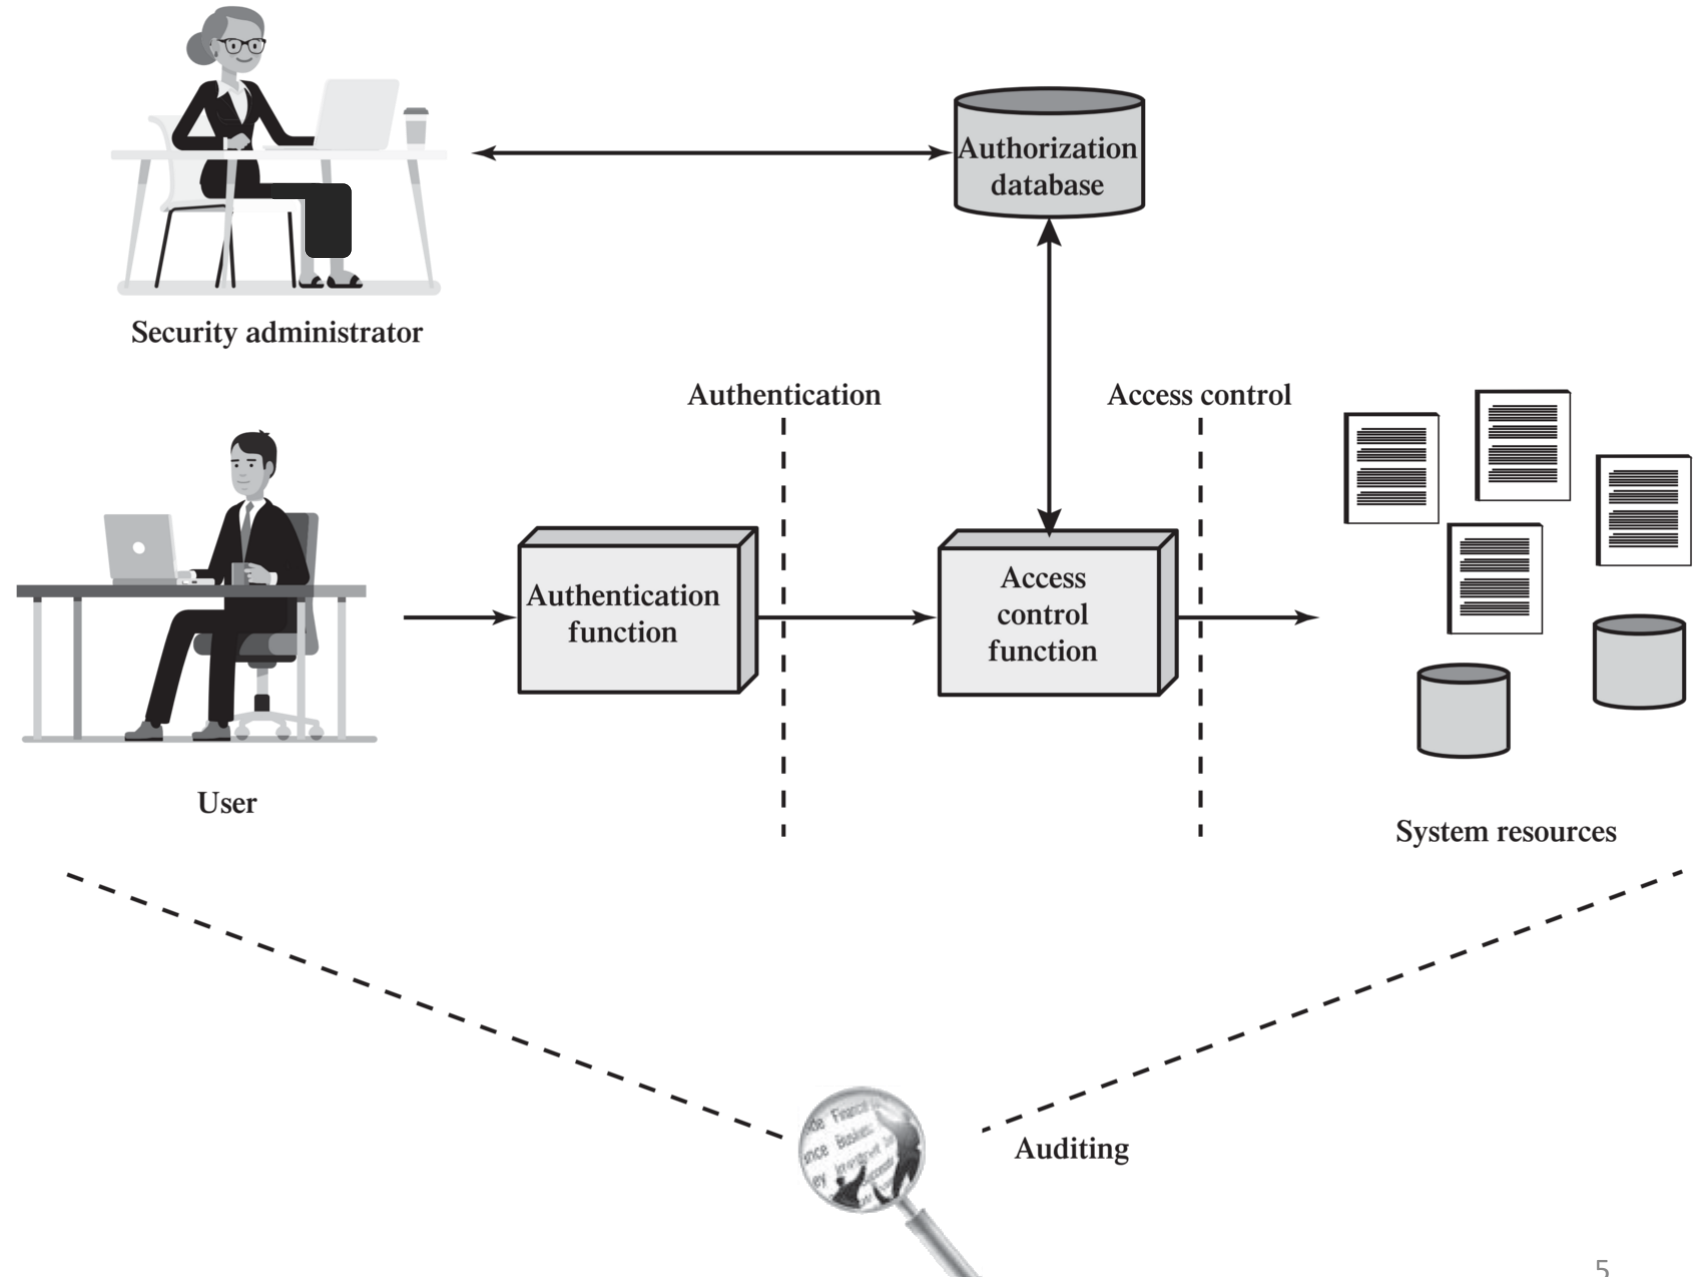 Authorization
database
Security administrator
Authentication
Access control
Authentication
function
Access
control
function
User
System resources
Auditing
5